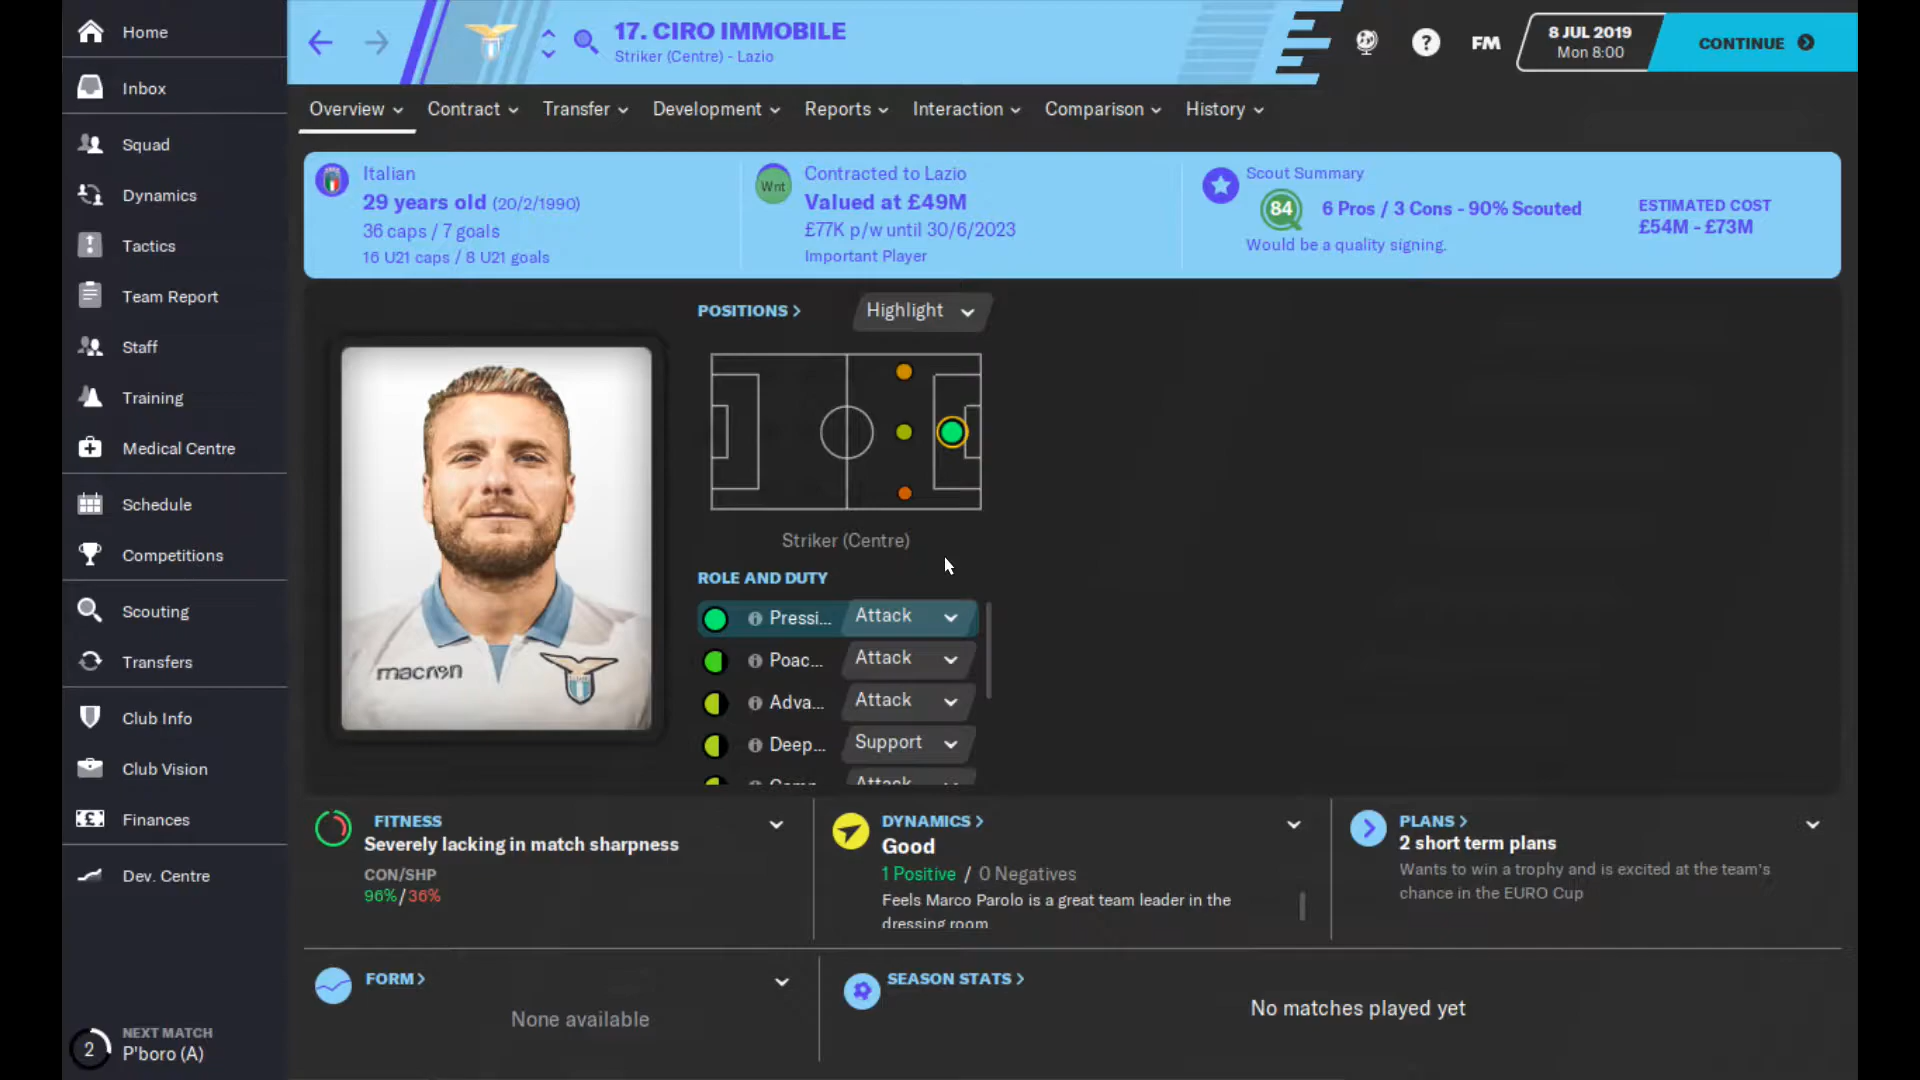 Home
Inbox
Squad
Dynamics
Tactics
Team Report
Staff
Training
Medical Centre
Schedule
Competitions
Scouting
Transfers
Club Info
Club Vision
Finances
Dev. Centre
2
NEXT MATCH
P'boro (A)
17. CIRO IMMOBILE
Striker (Centre) - Lazio
?
FM
8 JUL 2019
Mon 8:00
CONTINUE
Overview
Contract
Transfer
Development
Reports
Interaction
Comparison
History
Italian
29 years old (20/2/1990)
36 caps / 7 goals
16 U21 caps / 8 U21 goals
Wnt
Contracted to Lazio
Valued at £49M
£77K p/w until 30/6/2023
Important Player
Scout Summary
84
6 Pros / 3 Cons - 90% Scouted
Would be a quality signing.
ESTIMATED COST
£54M - £73M
macron
POSITIONS
Highlight
Striker (Centre)
ROLE AND DUTY
Pressi... Attack
Poac... Attack
Adva... Attack
Deep... Support
Attack
FITNESS
Severely lacking in match sharpness
CON/SHP
96%/36%
DYNAMICS
Good
1 Positive / 0 Negatives
Feels Marco Parolo is a great team leader in the
dressing room
PLANS
2 short term plans
Wants to win a trophy and is excited at the team's
chance in the EURO Cup
FORM
None available
SEASON STATS
No matches played yet